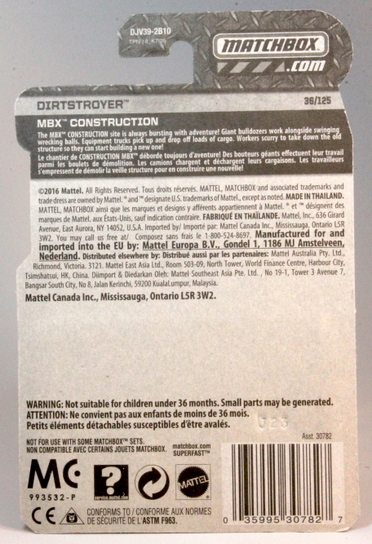 DJV39-2B10
MATCHBOX
.com
DIRTSTROYER™
36/125
MBX™ CONSTRUCTION
The MBX™ CONSTRUCTION site is always bursting with adventure! Giant bulldozers work alongside swinging
wrecking balls. Equipment trucks pick up and drop off loads of cargo. Workers scurry to take down the old
structure so they can start building a new one!
Le chantier de CONSTRUCTION MBX™ déborde toujours d'aventure! Des bouteurs géants effectuent leur travail
parmi les boulets de démolition. Les camions chargent et déchargent leurs cargaisons. Les travailleurs
s'empressent de démolir la vieille structure pour en construire une nouvelle!
©2016 Mattel. All Rights Reserved. Tous droits réservés. MATTEL, MATCHBOX and associated trademarks and
trade dress are owned by Mattel. ® and ™ designate U.S. trademarks of Mattel, except as noted. MADE IN THAILAND.
MATTEL, MATCHBOX ainsi que les marques et designs y afférents appartiennent à Mattel. ® et ™ désignent des
marques de Mattel, aux États-Unis, sauf indication contraire. FABRIQUÉ EN THAÏLANDE. Mattel, Inc., 636 Girard
Avenue, East Aurora, NY 14052, U.S.A. Imported by/ Importé par: Mattel Canada Inc., Mississauga, Ontario L5R
3W2. You may call us free at/ Composez sans frais le 1-800-524-8697. Manufactured for and
imported into the EU by: Mattel Europa B.V., Gondel 1, 1186 MJ Amstelveen,
Nederland. Distributed elsewhere by: Distribué ailleurs par les partenaires: Mattel Australia Pty. Ltd.,
Richmond, Victoria. 3121. Mattel East Asia Ltd., Room 503-09, North Tower, World Finance Centre, Harbour City,
Tsimshatsui, HK, China. Diimport & Diedarkan Oleh: Mattel Southeast Asia Pte. Ltd., No 19-1, Tower 3 Avenue 7,
Bangsar South City, No 8, Jalan Kerinchi, 59200 Kuala Lumpur, Malaysia.
Mattel Canada Inc., Mississauga, Ontario L5R 3W2.
WARNING: Not suitable for children under 36 months. Small parts may be generated.
ATTENTION: Ne convient pas aux enfants de moins de 36 mois.
Petits éléments détachables susceptibles d'être avalés.
NOT FOR USE WITH SOME MATCHBOX™ SETS.
NON COMPATIBLE AVEC CERTAINS JOUETS MATCHBOX.
matchbox.com
SUPERFAST™
Asst. 30782
MC
993532-P
service.mattel.com
MATTEL
CE
CONFORMS TO / CONFORME AUX NORMES
DE SÉCURITÉ DE L'ASTM F963.
0 35995 30782 7